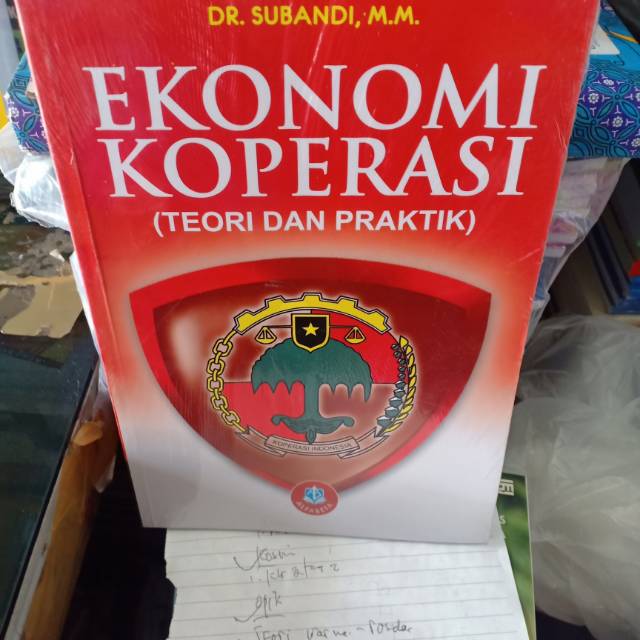 DR. SUBANDI, M.M.
EKONOMI
KOPERASI
(TEORI DAN PRAKTIK)
KOPERASI INDONESIA
ALFABETA